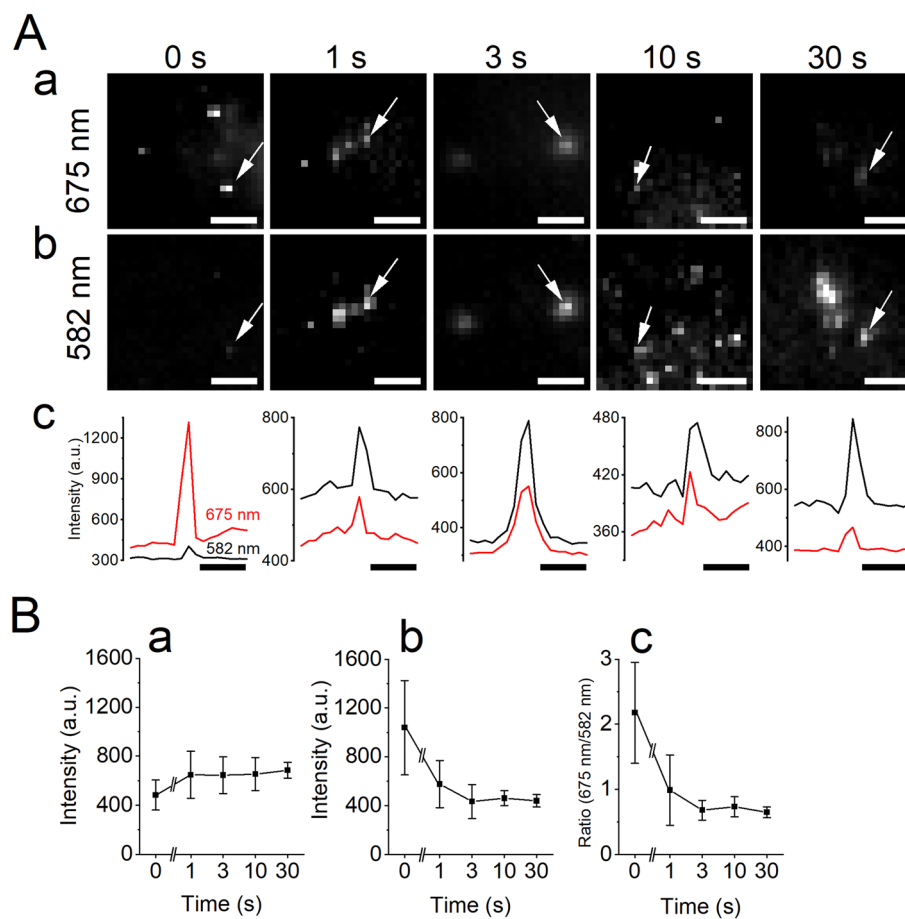 A
0 s 1 s 3 s 10 s 30 s
a
675 nm
b
582 nm
c
Intensity (a.u.)
1200
900
600
300
675 nm
582 nm
800
600
400
800
600
400
480
420
360
800
600
400
B
a
Intensity (a.u.)
1600
1200
800
400
0
0 1 3 10 30
Time (s)
b
Intensity (a.u.)
1600
1200
800
400
0
0 1 3 10 30
Time (s)
c
Ratio (675 nm/582 nm)
3
2
1
0
0 1 3 10 30
Time (s)